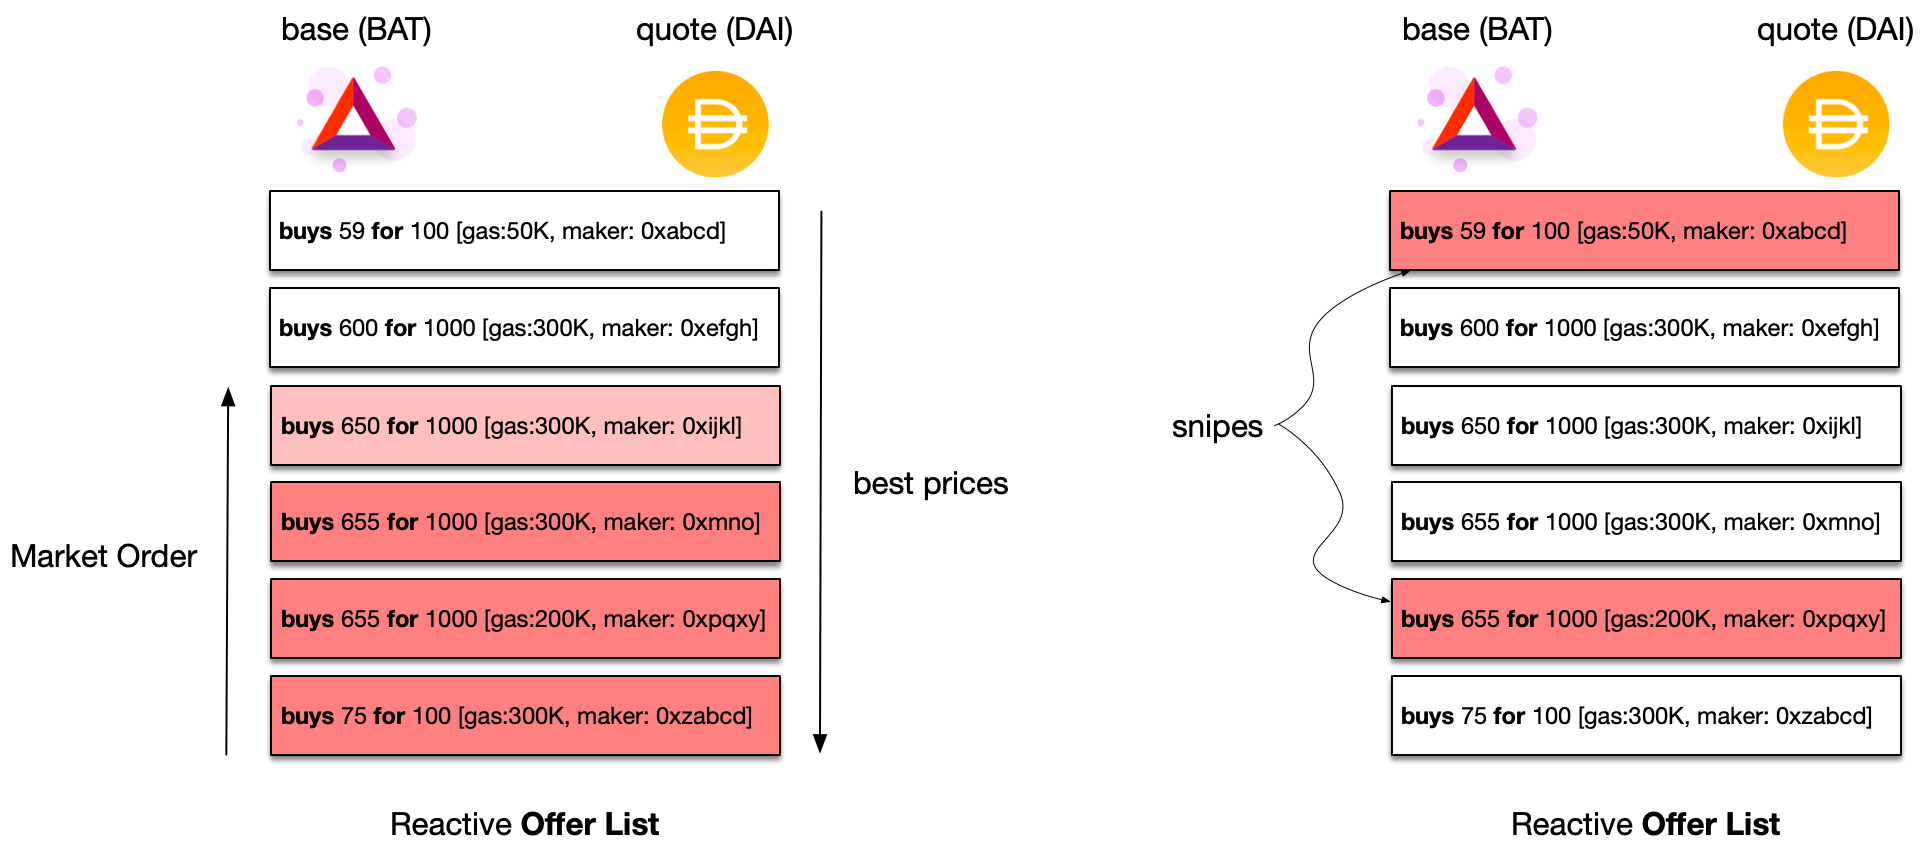 base (BAT)
quote (DAI)
buys 59 for 100 [gas:50K, maker: 0xabcd]
buys 600 for 1000 [gas:300K, maker: 0xefgh]
buys 650 for 1000 [gas:300K, maker: 0xijkl]
buys 655 for 1000 [gas:300K, maker: 0xmno]
buys 655 for 1000 [gas:200K, maker: 0xpqxy]
buys 75 for 100 [gas:300K, maker: 0xzabcd]
Market Order
best prices
Reactive Offer List
base (BAT)
quote (DAI)
buys 59 for 100 [gas:50K, maker: 0xabcd]
buys 600 for 1000 [gas:300K, maker: 0xefgh]
buys 650 for 1000 [gas:300K, maker: 0xijkl]
buys 655 for 1000 [gas:300K, maker: 0xmno]
buys 655 for 1000 [gas:200K, maker: 0xpqxy]
buys 75 for 100 [gas:300K, maker: 0xzabcd]
snipes
Reactive Offer List